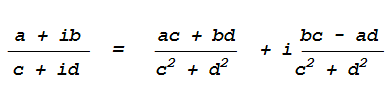 a + ib / c + id = ac + bd / c² + d² + i bc - ad / c² + d²